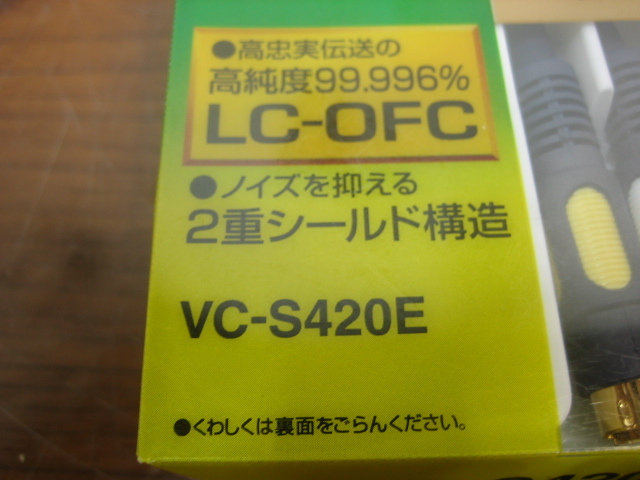 ●高忠実伝送の
高純度99.996%
LC-OFC
●ノイズを抑える
2重シールド構造
VC-S420E
●くわしくは裏面をごらんください。